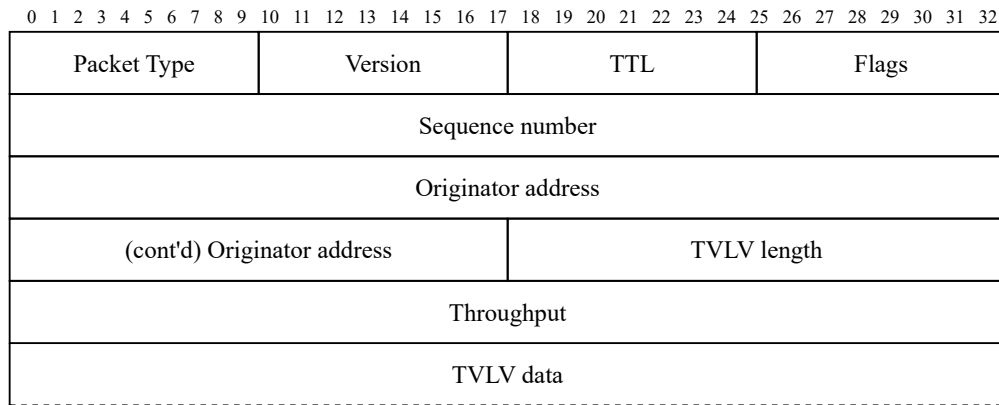 0 1 2 3 4 5 6 7 8 9 10 11 12 13 14 15 16 17 18 19 20 21 22 23 24 25 26 27 28 29 30 31 32
Packet Type Version TTL Flags
Sequence number
Originator address
(cont'd) Originator address TVLV length
Throughput
TVLV data